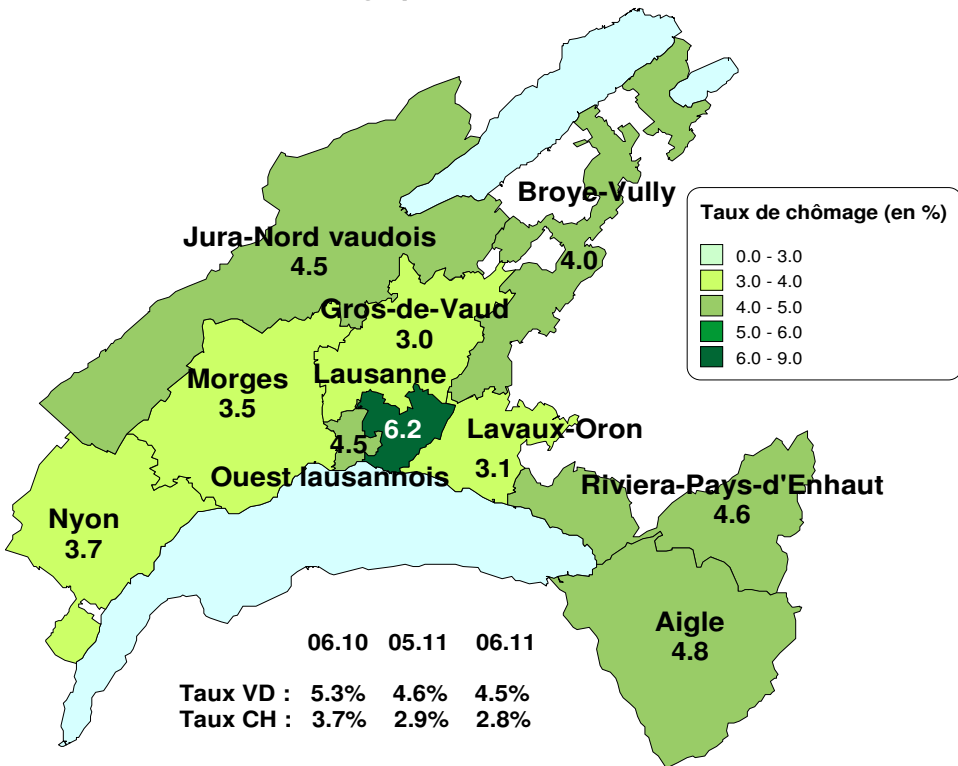 Broye-Vully
4.0
Taux de chômage (en %)
0.0 - 3.0
3.0 - 4.0
4.0 - 5.0
5.0 - 6.0
6.0 - 9.0
Jura-Nord vaudois
4.5
Gros-de-Vaud
3.0
Morges
3.5
Lausanne
6.2
4.5
Ouest lausannois
Lavaux-Oron
3.1
Riviera-Pays-d'Enhaut
4.6
Nyon
3.7
Aigle
4.8
06.10 05.11 06.11
Taux VD : 5.3% 4.6% 4.5%
Taux CH : 3.7% 2.9% 2.8%